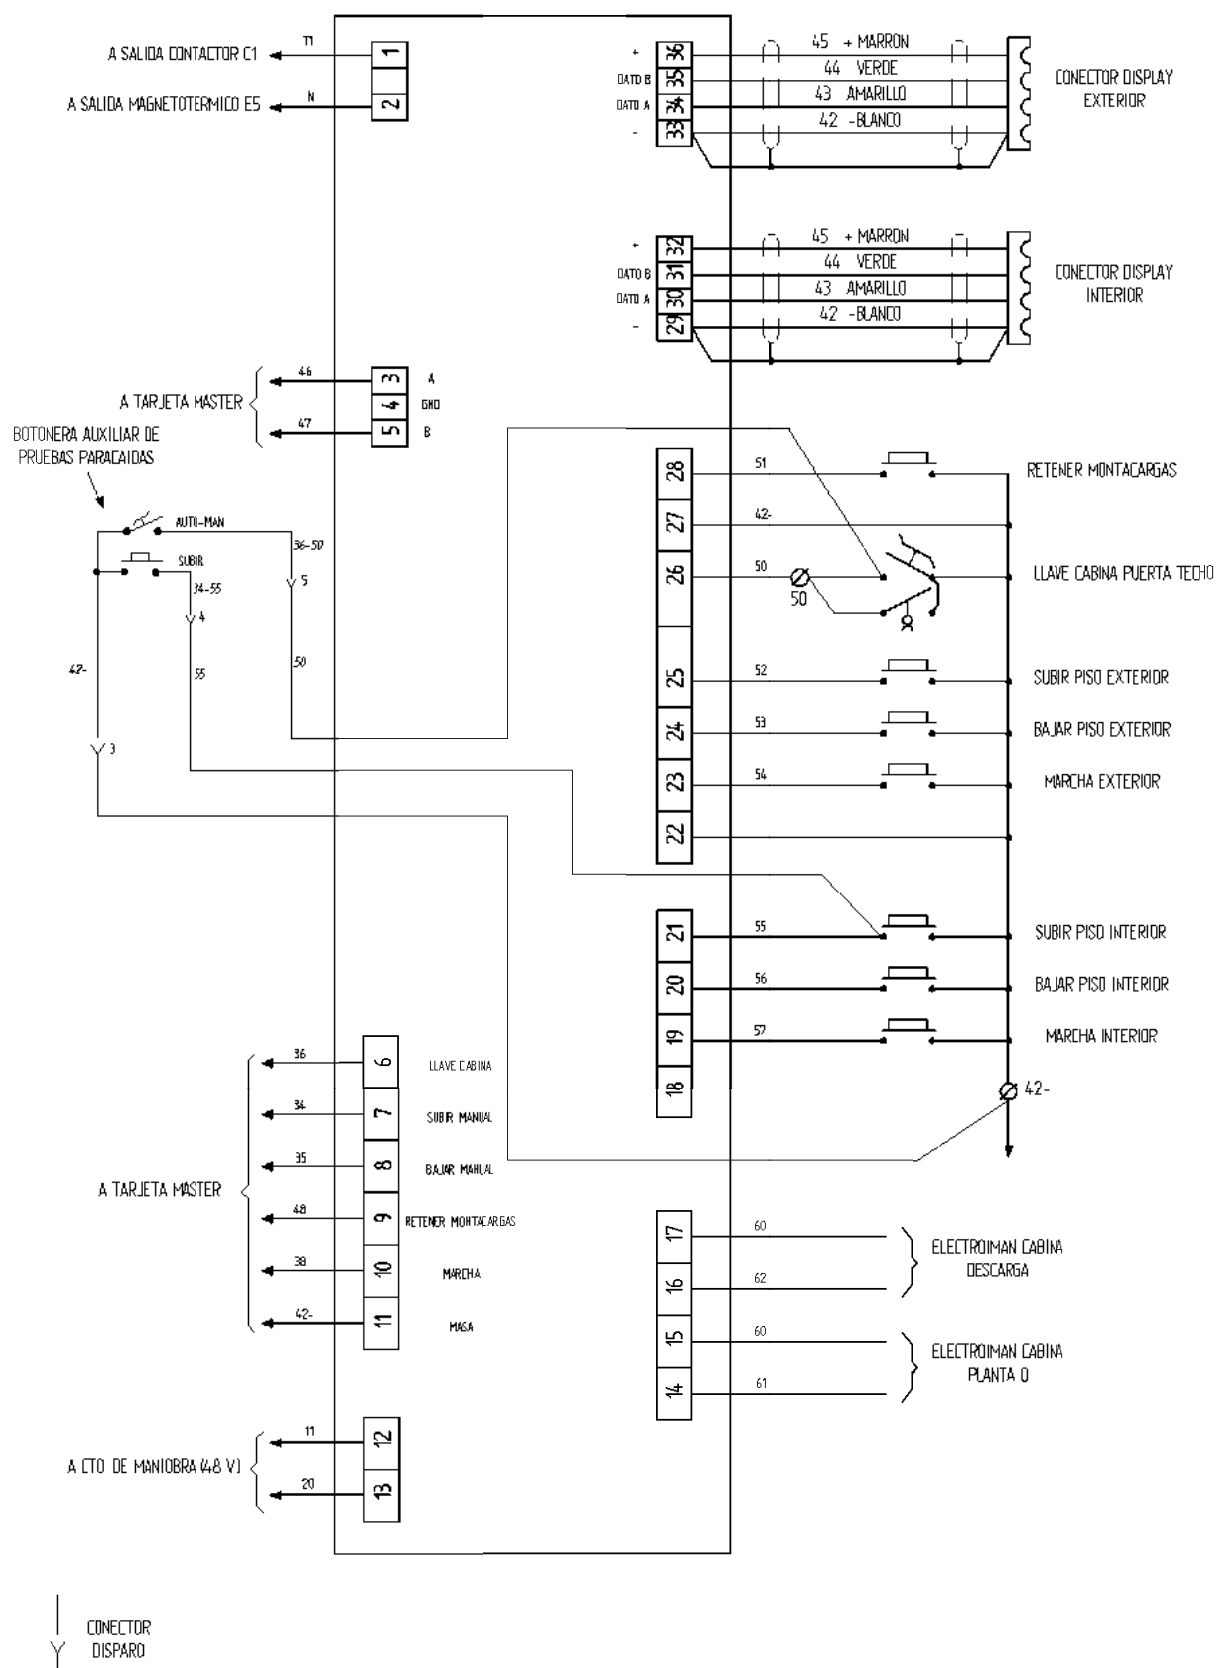 A SALIDA CONTACTOR C1
T1
1
A SALIDA MAGNETOTERMICO E5
N
2
+
36
45 + MARRON
DATO B
35
44 VERDE
DATO A
34
43 AMARILLO
-
33
42 -BLANCO
CONECTOR DISPLAY
EXTERIOR
+
32
45 + MARRON
DATO B
31
44 VERDE
DATO A
30
43 AMARILLO
-
29
42 -BLANCO
CONECTOR DISPLAY
INTERIOR
A TARJETA MASTER
46
3
A
4
GND
47
5
B
BOTONERA AUXILIAR DE
PRUEBAS PARACAIDAS
AUTO-MAN
36-50
5
SUBIR
34-55
4
42-
55
50
3
28
51
RETENER MONTACARGAS
27
42-
26
50
50
LLAVE CABINA PUERTA TECHO
25
52
SUBIR PISO EXTERIOR
24
53
BAJAR PISO EXTERIOR
23
54
MARCHA EXTERIOR
22
21
55
SUBIR PISO INTERIOR
20
56
BAJAR PISO INTERIOR
19
57
MARCHA INTERIOR
18
42-
A TARJETA MASTER
36
6
LLAVE CABINA
34
7
SUBIR MANUAL
35
8
BAJAR MANUAL
48
9
RETENER MONTACARGAS
38
10
MARCHA
42-
11
MASA
17
60
16
62
ELECTROIMAN CABINA
DESCARGA
15
60
14
61
ELECTROIMAN CABINA
PLANTA 0
A CTO DE MANIOBRA (48 V)
11
12
20
13
CONECTOR
DISPARO